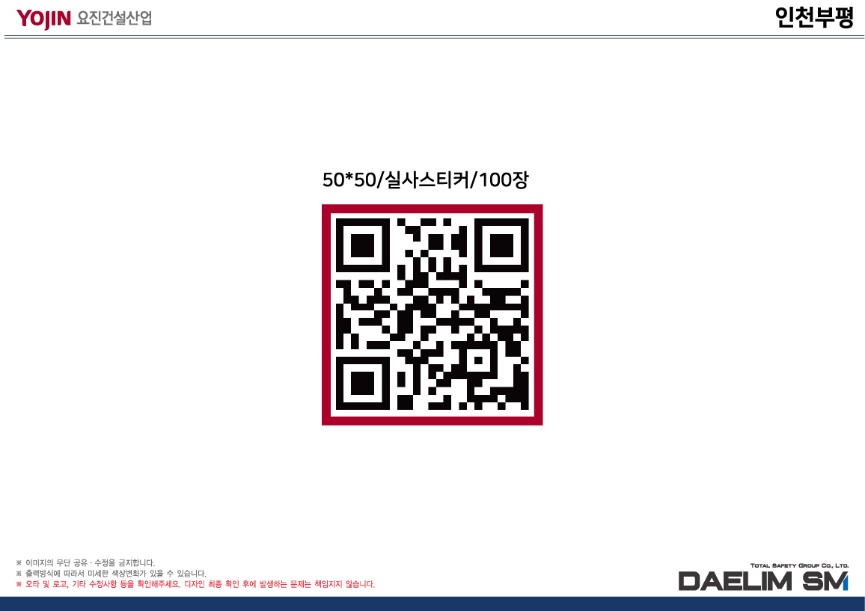 YOJIN 요진건설산업
인천부평
50*50/실사스티커/100장
※ 이미지의 무단 공유 · 수정을 금지합니다.
※ 출력방식에 따라서 미세한 색상변화가 있을 수 있습니다.
※ 오타 및 로고, 기타 수정사항 등을 확인해주세요. 디자인 최종 확인 후에 발생하는 문제는 책임지지 않습니다.
TOTAL SAFETY GROUP CO., LTD.
DAELIM SM